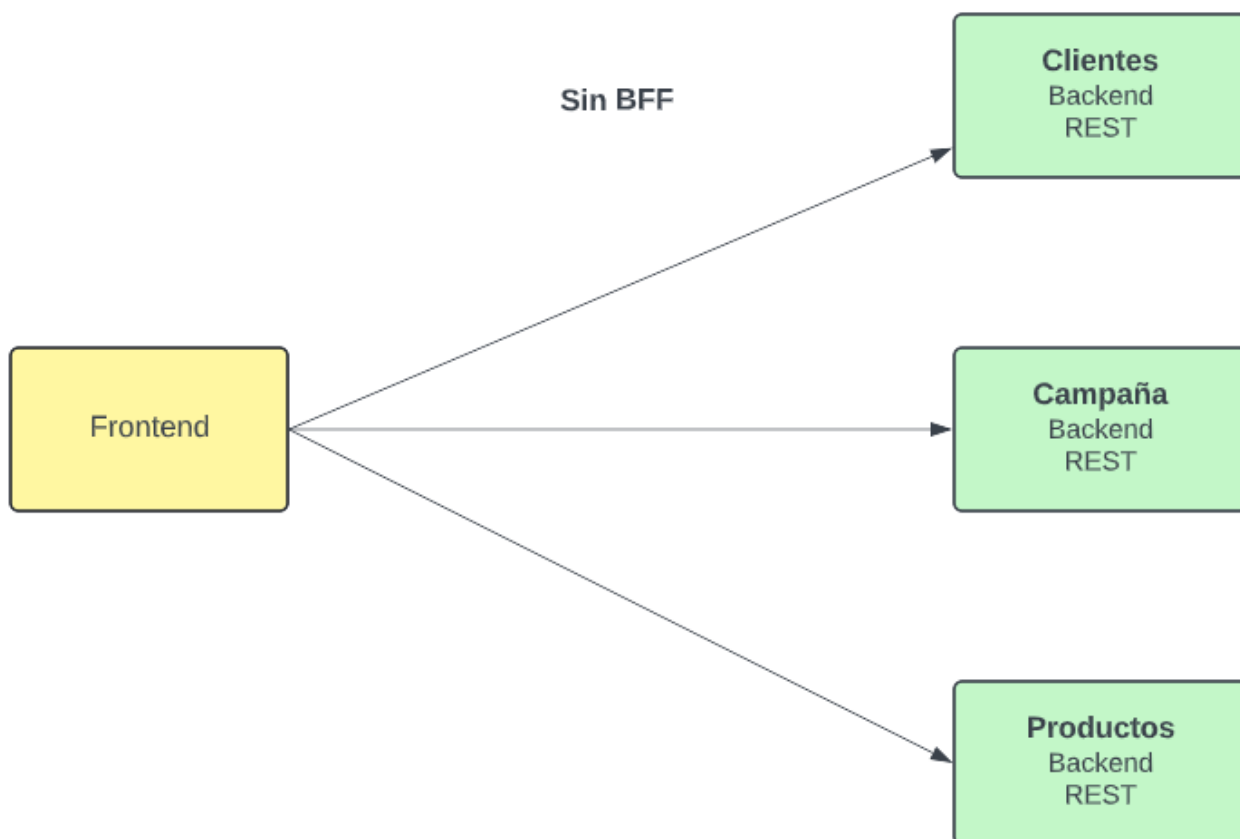 Sin BFF
Clientes
Backend
REST
Frontend
Campaña
Backend
REST
Productos
Backend
REST